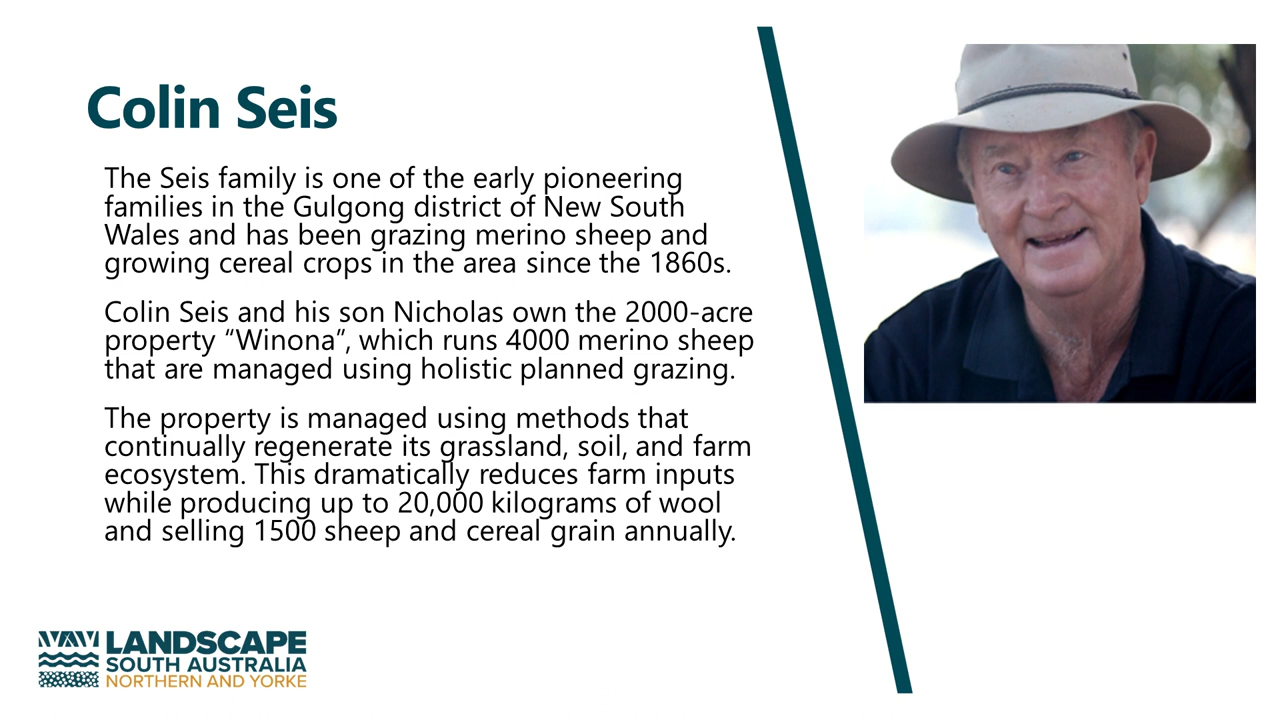 Colin Seis
The Seis family is one of the early pioneering
families in the Gulgong district of New South
Wales and has been grazing merino sheep and
growing cereal crops in the area since the 1860s.
Colin Seis and his son Nicholas own the 2000-acre
property “Winona”, which runs 4000 merino sheep
that are managed using holistic planned grazing.
The property is managed using methods that
continually regenerate its grassland, soil, and farm
ecosystem. This dramatically reduces farm inputs
while producing up to 20,000 kilograms of wool
and selling 1500 sheep and cereal grain annually.
LANDSCAPE
SOUTH AUSTRALIA
NORTHERN AND YORKE